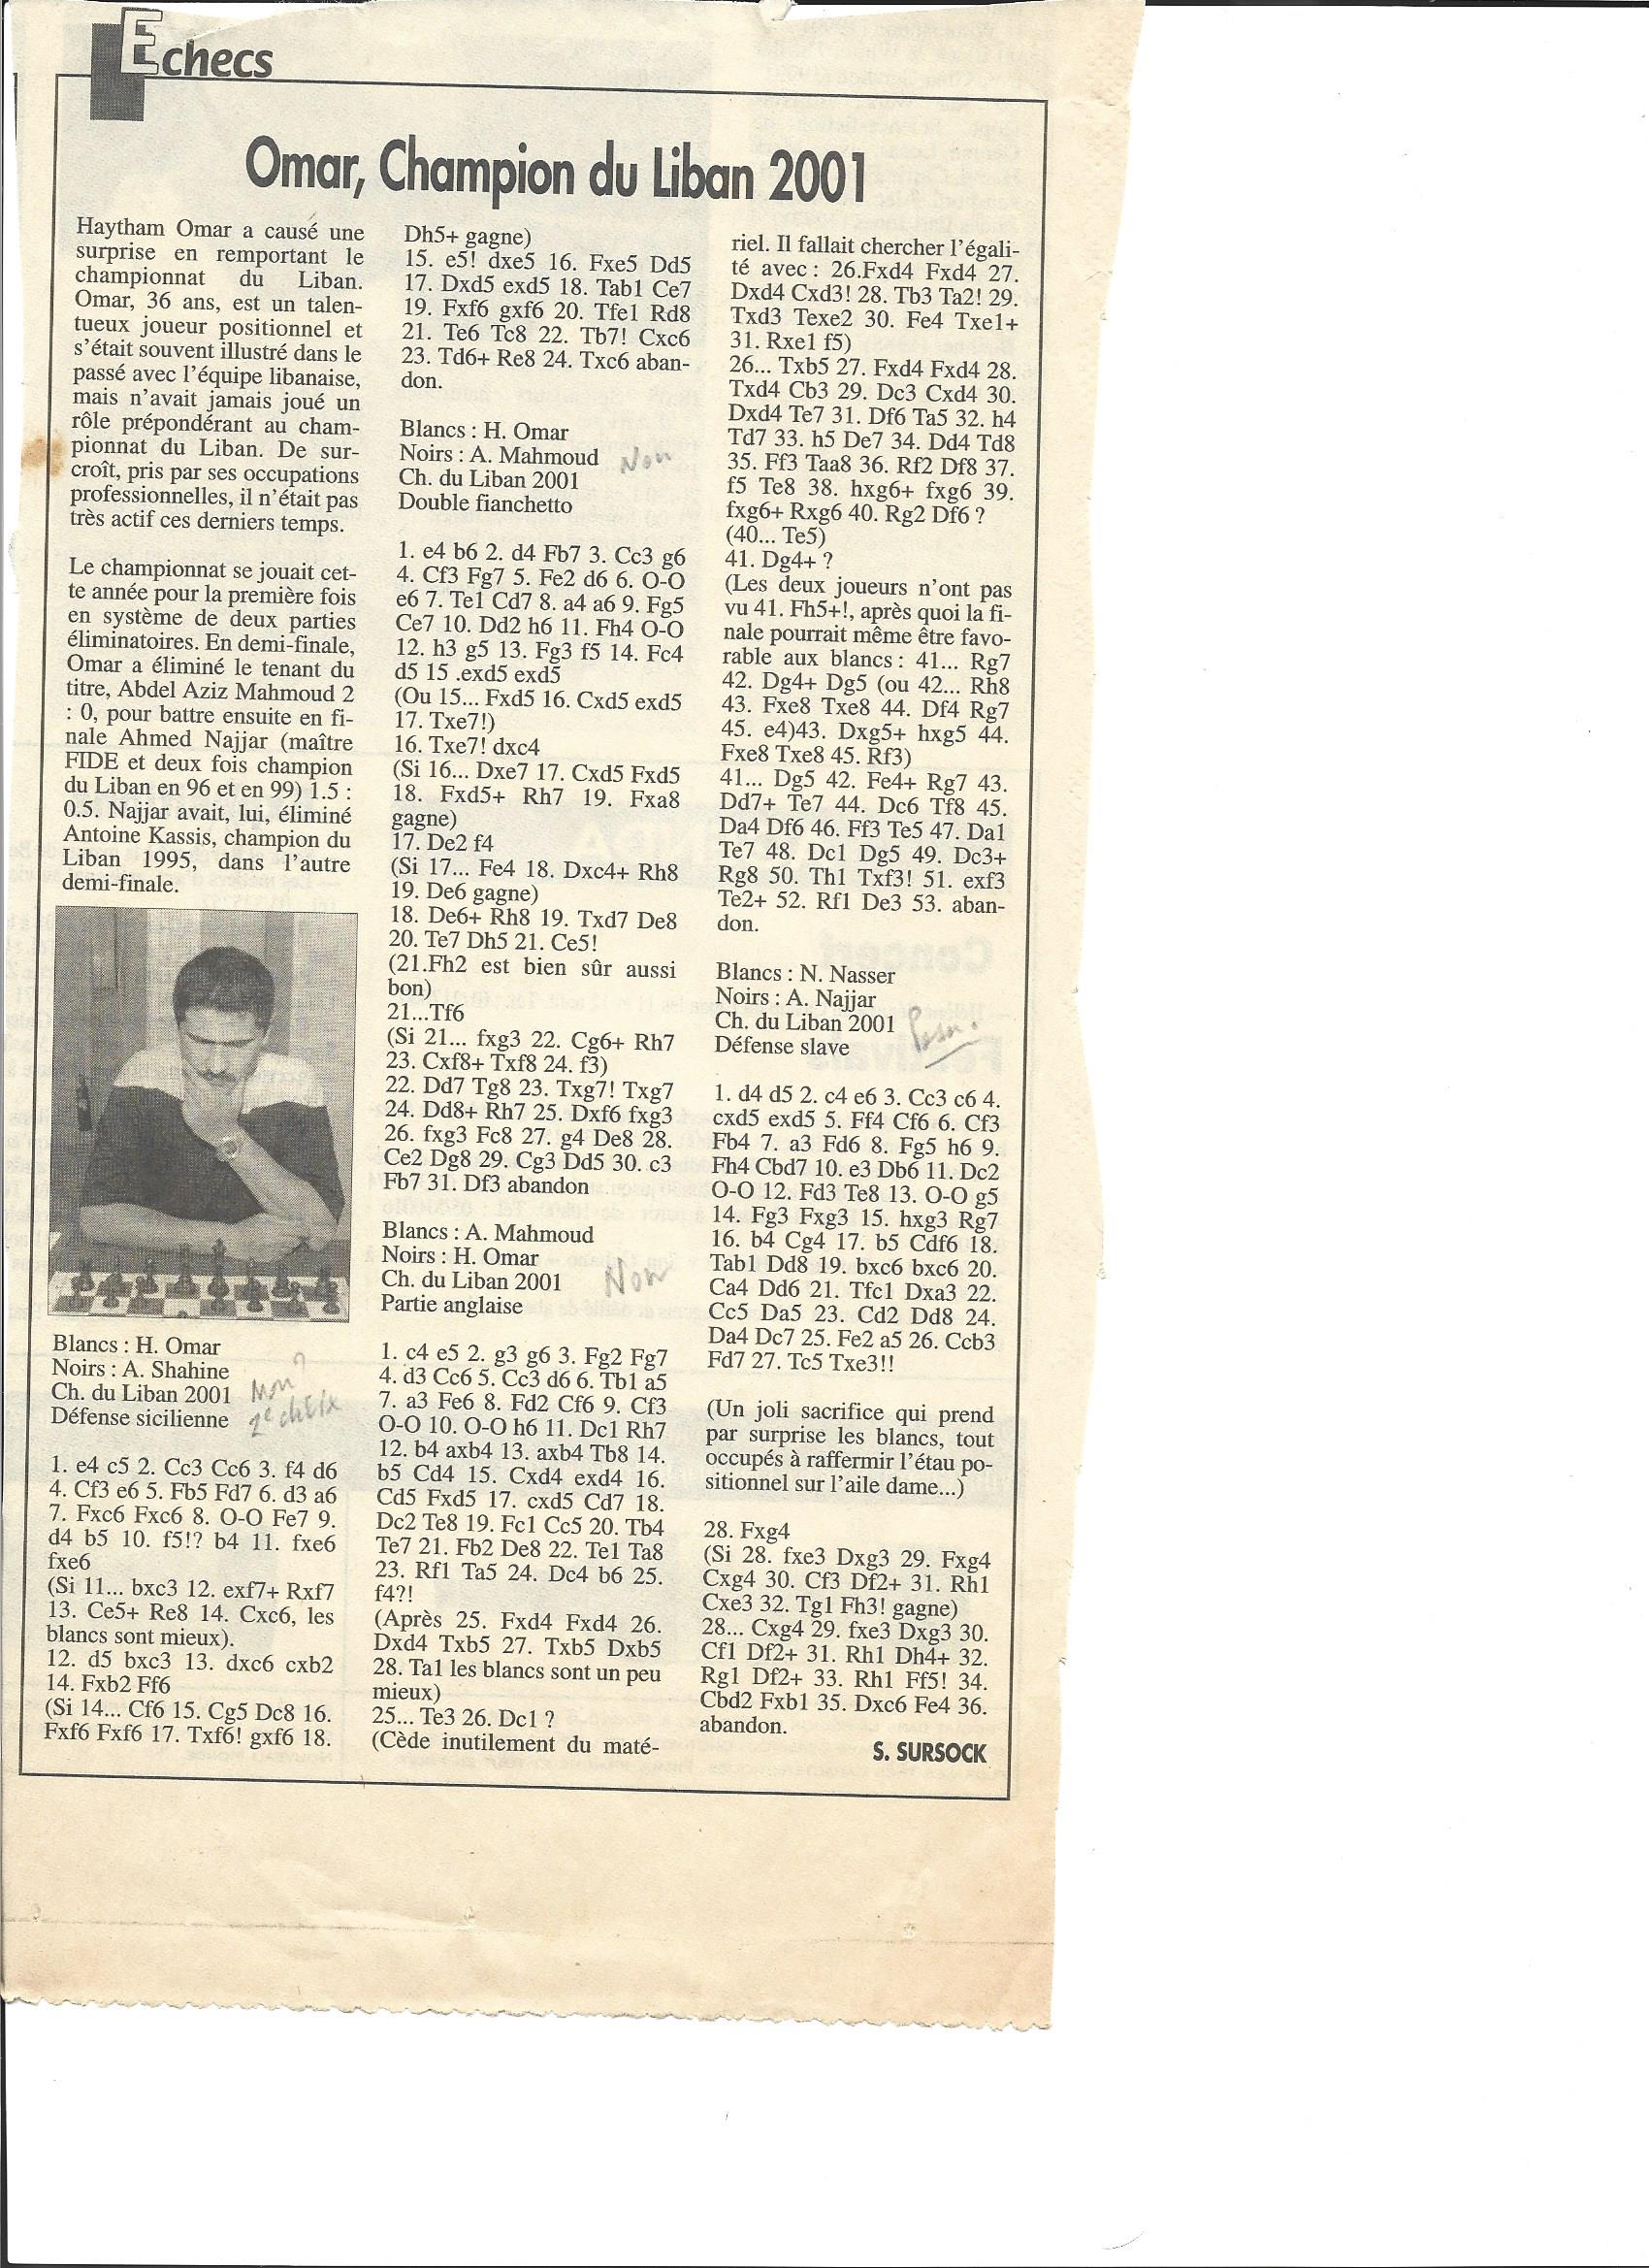 Echecs
Omar, Champion du Liban 2001
Haytham Omar a causé une
surprise en remportant le
championnat du Liban.
Omar, 36 ans, est un talen-
tueux joueur positionnel et
s'était souvent illustré dans le
passé avec l'équipe libanaise,
mais n'avait jamais joué un
rôle prépondérant au cham-
pionnat du Liban. De sur-
croît, pris par ses occupations
professionnelles, il n'était pas
très actif ces derniers temps.
Le championnat se jouait cet-
te année pour la première fois
en système de deux parties
éliminatoires. En demi-finale,
Omar a éliminé le tenant du
titre, Abdel Aziz Mahmoud 2
: 0, pour battre ensuite en fi-
nale Ahmed Najjar (maître
FIDE et deux fois champion
du Liban en 96 et en 99) 1.5 :
0.5. Najjar avait, lui, éliminé
Antoine Kassis, champion du
Liban 1995, dans l'autre
demi-finale.
Blancs : H. Omar
Noirs : A. Shahine
Ch. du Liban 2001
Défense sicilienne
Non ?
2e choix
1. e4 c5 2. Cc3 Cc6 3. f4 d6
4. Cf3 e6 5. Fb5 Fd7 6. d3 a6
7. Fxc6 Fxc6 8. O-O Fe7 9.
d4 b5 10. f5!? b4 11. fxe6
fxe6
(Si 11... bxc3 12. exf7+ Rxf7
13. Ce5+ Re8 14. Cxc6, les
blancs sont mieux).
12. d5 bxc3 13. dxc6 cxb2
14. Fxb2 Ff6
(Si 14... Cf6 15. Cg5 Dc8 16.
Fxf6 Fxf6 17. Txf6! gxf6 18.
Dh5+ gagne)
15. e5! dxe5 16. Fxe5 Dd5
17. Dxd5 exd5 18. Tab1 Ce7
19. Fxf6 gxf6 20. Tfe1 Rd8
21. Te6 Tc8 22. Tb7! Cxc6
23. Td6+ Re8 24. Txc6 aban-
don.
Blancs : H. Omar
Noirs : A. Mahmoud
Ch. du Liban 2001
Double fianchetto
Non
1. e4 b6 2. d4 Fb7 3. Cc3 g6
4. Cf3 Fg7 5. Fe2 d6 6. O-O
e6 7. Te1 Cd7 8. a4 a6 9. Fg5
Ce7 10. Dd2 h6 11. Fh4 O-O
12. h3 g5 13. Fg3 f5 14. Fc4
d5 15 .exd5 exd5
(Ou 15... Fxd5 16. Cxd5 exd5
17. Txe7!)
16. Txe7! dxc4
(Si 16... Dxe7 17. Cxd5 Fxd5
18. Fxd5+ Rh7 19. Fxa8
gagne)
17. De2 f4
(Si 17... Fe4 18. Dxc4+ Rh8
19. De6 gagne)
18. De6+ Rh8 19. Txd7 De8
20. Te7 Dh5 21. Ce5!
(21.Fh2 est bien sûr aussi
bon)
21...Tf6
(Si 21... fxg3 22. Cg6+ Rh7
23. Cxf8+ Txf8 24. f3)
22. Dd7 Tg8 23. Txg7! Txg7
24. Dd8+ Rh7 25. Dxf6 fxg3
26. fxg3 Fc8 27. g4 De8 28.
Ce2 Dg8 29. Cg3 Dd5 30. c3
Fb7 31. Df3 abandon
Blancs : A. Mahmoud
Noirs : H. Omar
Ch. du Liban 2001
Partie anglaise
Non
1. c4 e5 2. g3 g6 3. Fg2 Fg7
4. d3 Cc6 5. Cc3 d6 6. Tb1 a5
7. a3 Fe6 8. Fd2 Cf6 9. Cf3
O-O 10. O-O h6 11. Dc1 Rh7
12. b4 axb4 13. axb4 Tb8 14.
b5 Cd4 15. Cxd4 exd4 16.
Cd5 Fxd5 17. cxd5 Cd7 18.
Dc2 Te8 19. Fc1 Cc5 20. Tb4
Te7 21. Fb2 De8 22. Te1 Ta8
23. Rf1 Ta5 24. Dc4 b6 25.
f4?!
(Après 25. Fxd4 Fxd4 26.
Dxd4 Txb5 27. Txb5 Dxb5
28. Ta1 les blancs sont un peu
mieux)
25... Te3 26. Dc1 ?
(Cède inutilement du maté-
riel. Il fallait chercher l'égali-
té avec : 26.Fxd4 Fxd4 27.
Dxd4 Cxd3! 28. Tb3 Ta2! 29.
Txd3 Texe2 30. Fe4 Txe1+
31. Rxe1 f5)
26... Txb5 27. Fxd4 Fxd4 28.
Txd4 Cb3 29. Dc3 Cxd4 30.
Dxd4 Te7 31. Df6 Ta5 32. h4
Td7 33. h5 De7 34. Dd4 Td8
35. Ff3 Taa8 36. Rf2 Df8 37.
f5 Te8 38. hxg6+ fxg6 39.
fxg6+ Rxg6 40. Rg2 Df6 ?
(40... Te5)
41. Dg4+ ?
(Les deux joueurs n'ont pas
vu 41. Fh5+!, après quoi la fi-
nale pourrait même être favo-
rable aux blancs : 41... Rg7
42. Dg4+ Dg5 (ou 42... Rh8
43. Fxe8 Txe8 44. Df4 Rg7
45. e4)43. Dxg5+ hxg5 44.
Fxe8 Txe8 45. Rf3)
41... Dg5 42. Fe4+ Rg7 43.
Dd7+ Te7 44. Dc6 Tf8 45.
Da4 Df6 46. Ff3 Te5 47. Da1
Te7 48. Dc1 Dg5 49. Dc3+
Rg8 50. Th1 Txf3! 51. exf3
Te2+ 52. Rf1 De3 53. aban-
don.
Blancs : N. Nasser
Noirs : A. Najjar
Ch. du Liban 2001
Défense slave
1. d4 d5 2. c4 e6 3. Cc3 c6 4.
cxd5 exd5 5. Ff4 Cf6 6. Cf3
Fb4 7. a3 Fd6 8. Fg5 h6 9.
Fh4 Cbd7 10. e3 Db6 11. Dc2
O-O 12. Fd3 Te8 13. O-O g5
14. Fg3 Fxg3 15. hxg3 Rg7
16. b4 Cg4 17. b5 Cdf6 18.
Tab1 Dd8 19. bxc6 bxc6 20.
Ca4 Dd6 21. Tfc1 Dxa3 22.
Cc5 Da5 23. Cd2 Dd8 24.
Da4 Dc7 25. Fe2 a5 26. Ccb3
Fd7 27. Tc5 Txe3!!
(Un joli sacrifice qui prend
par surprise les blancs, tout
occupés à raffermir l'étau po-
sitionnel sur l'aile dame...)
28. Fxg4
(Si 28. fxe3 Dxg3 29. Fxg4
Cxg4 30. Cf3 Df2+ 31. Rh1
Cxe3 32. Tg1 Fh3! gagne)
28... Cxg4 29. fxe3 Dxg3 30.
Cf1 Df2+ 31. Rh1 Dh4+ 32.
Rg1 Df2+ 33. Rh1 Ff5! 34.
Cbd2 Fxb1 35. Dxc6 Fe4 36.
abandon.
S. SURSOCK